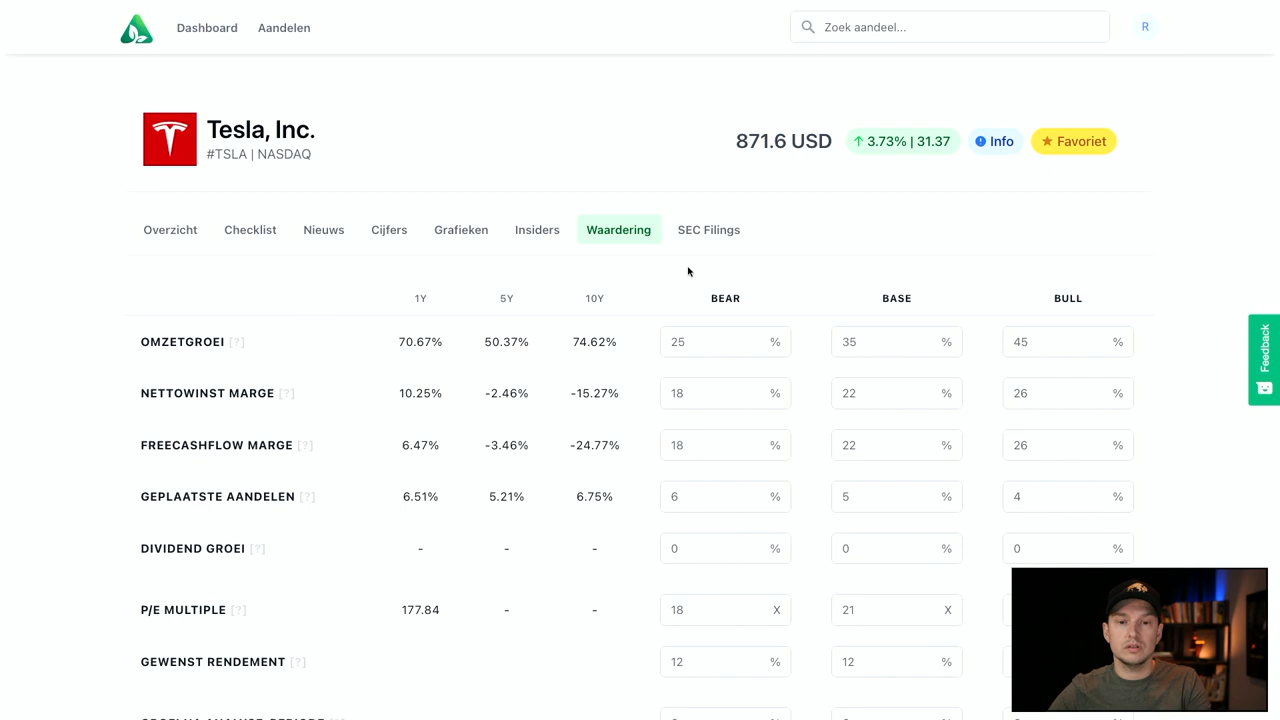 Dashboard Aandelen Zoek aandeel... R
Tesla, Inc.
#TSLA | NASDAQ
871.6 USD 3.73% | 31.37 Info Favoriet
Overzicht Checklist Nieuws Cijfers Grafieken Insiders Waardering SEC Filings
1Y 5Y 10Y BEAR BASE BULL
OMZETGROEI [?] 70.67% 50.37% 74.62% 25 % 35 % 45 %
NETTOWINST MARGE [?] 10.25% -2.46% -15.27% 18 % 22 % 26 %
FREECASHFLOW MARGE [?] 6.47% -3.46% -24.77% 18 % 22 % 26 %
GEPLAATSTE AANDELEN [?] 6.51% 5.21% 6.75% 6 % 5 % 4 %
DIVIDEND GROEI [?] - - - 0 % 0 % 0 %
P/E MULTIPLE [?] 177.84 - - 18 X 21 X
GEWENST RENDEMENT [?] 12 % 12 %
Feedback